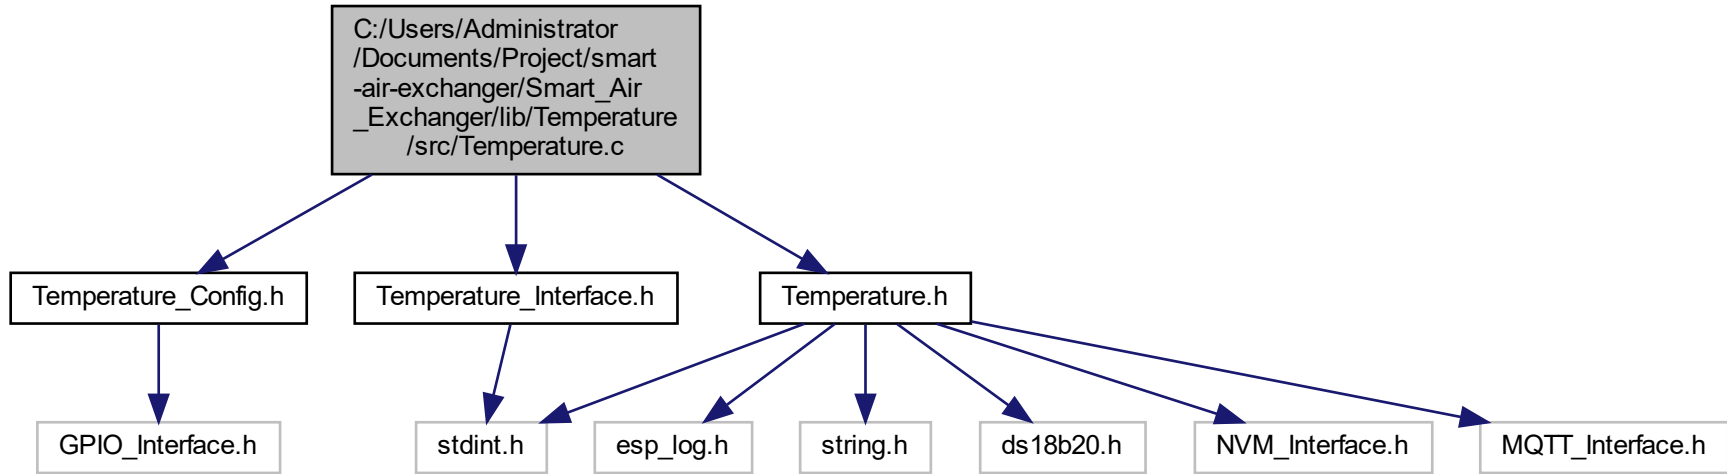 C:/Users/Administrator
/Documents/Project/smart
-air-exchanger/Smart_Air
_Exchanger/lib/Temperature
/src/Temperature.c
Temperature_Config.h
Temperature_Interface.h
Temperature.h
GPIO_Interface.h
stdint.h
esp_log.h
string.h
ds18b20.h
NVM_Interface.h
MQTT_Interface.h